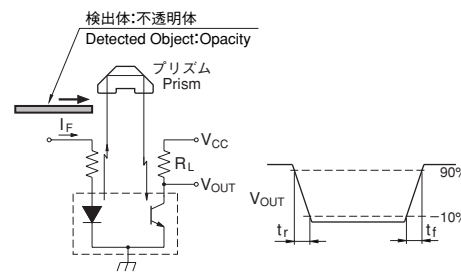 検出体:不透明体
Detected Object:Opacity
プリズム
Prism
IF
VCC
RL
VOUT
VOUT
90%
10%
tr
tf